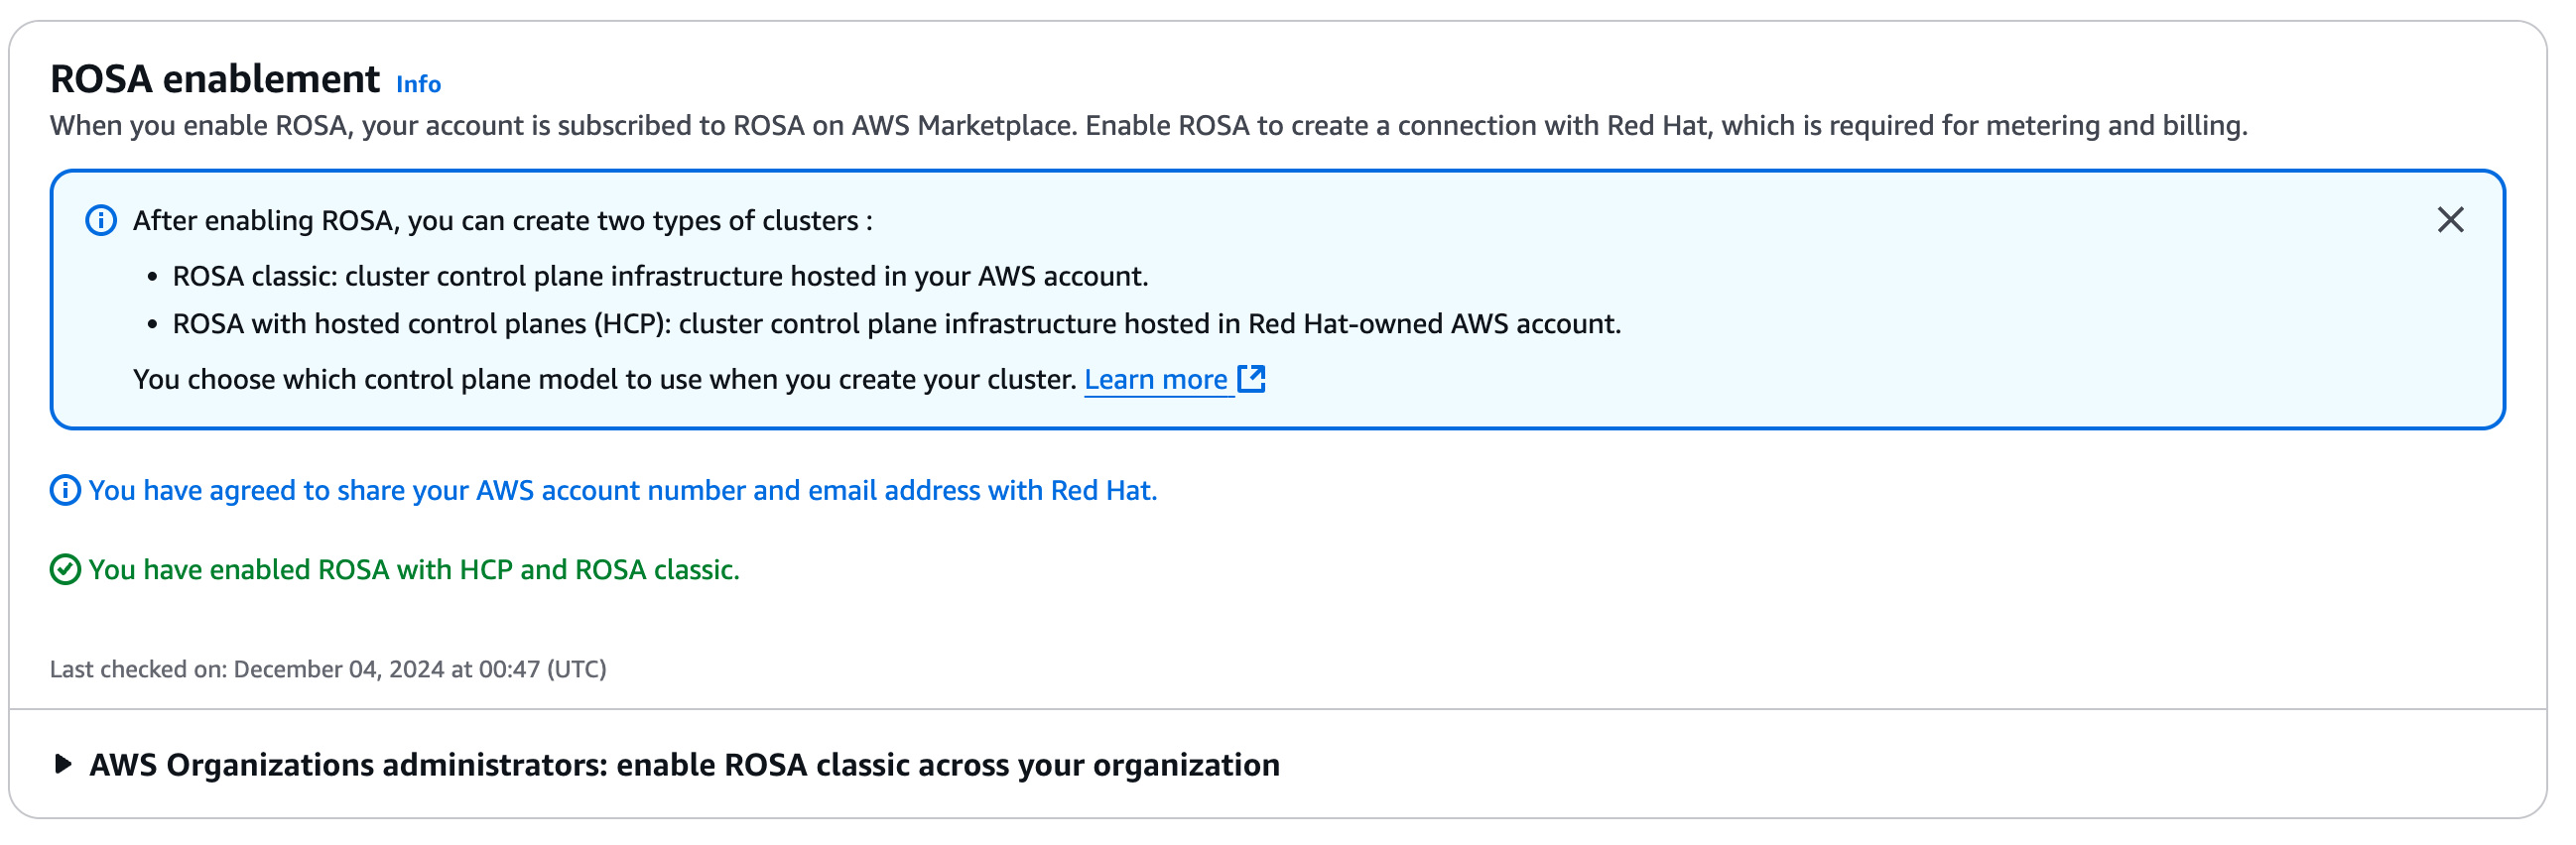 ROSA enablement Info
When you enable ROSA, your account is subscribed to ROSA on AWS Marketplace. Enable ROSA to create a connection with Red Hat, which is required for metering and billing.
After enabling ROSA, you can create two types of clusters :
• ROSA classic: cluster control plane infrastructure hosted in your AWS account.
• ROSA with hosted control planes (HCP): cluster control plane infrastructure hosted in Red Hat-owned AWS account.
You choose which control plane model to use when you create your cluster. Learn more
You have agreed to share your AWS account number and email address with Red Hat.
You have enabled ROSA with HCP and ROSA classic.
Last checked on: December 04, 2024 at 00:47 (UTC)
AWS Organizations administrators: enable ROSA classic across your organization